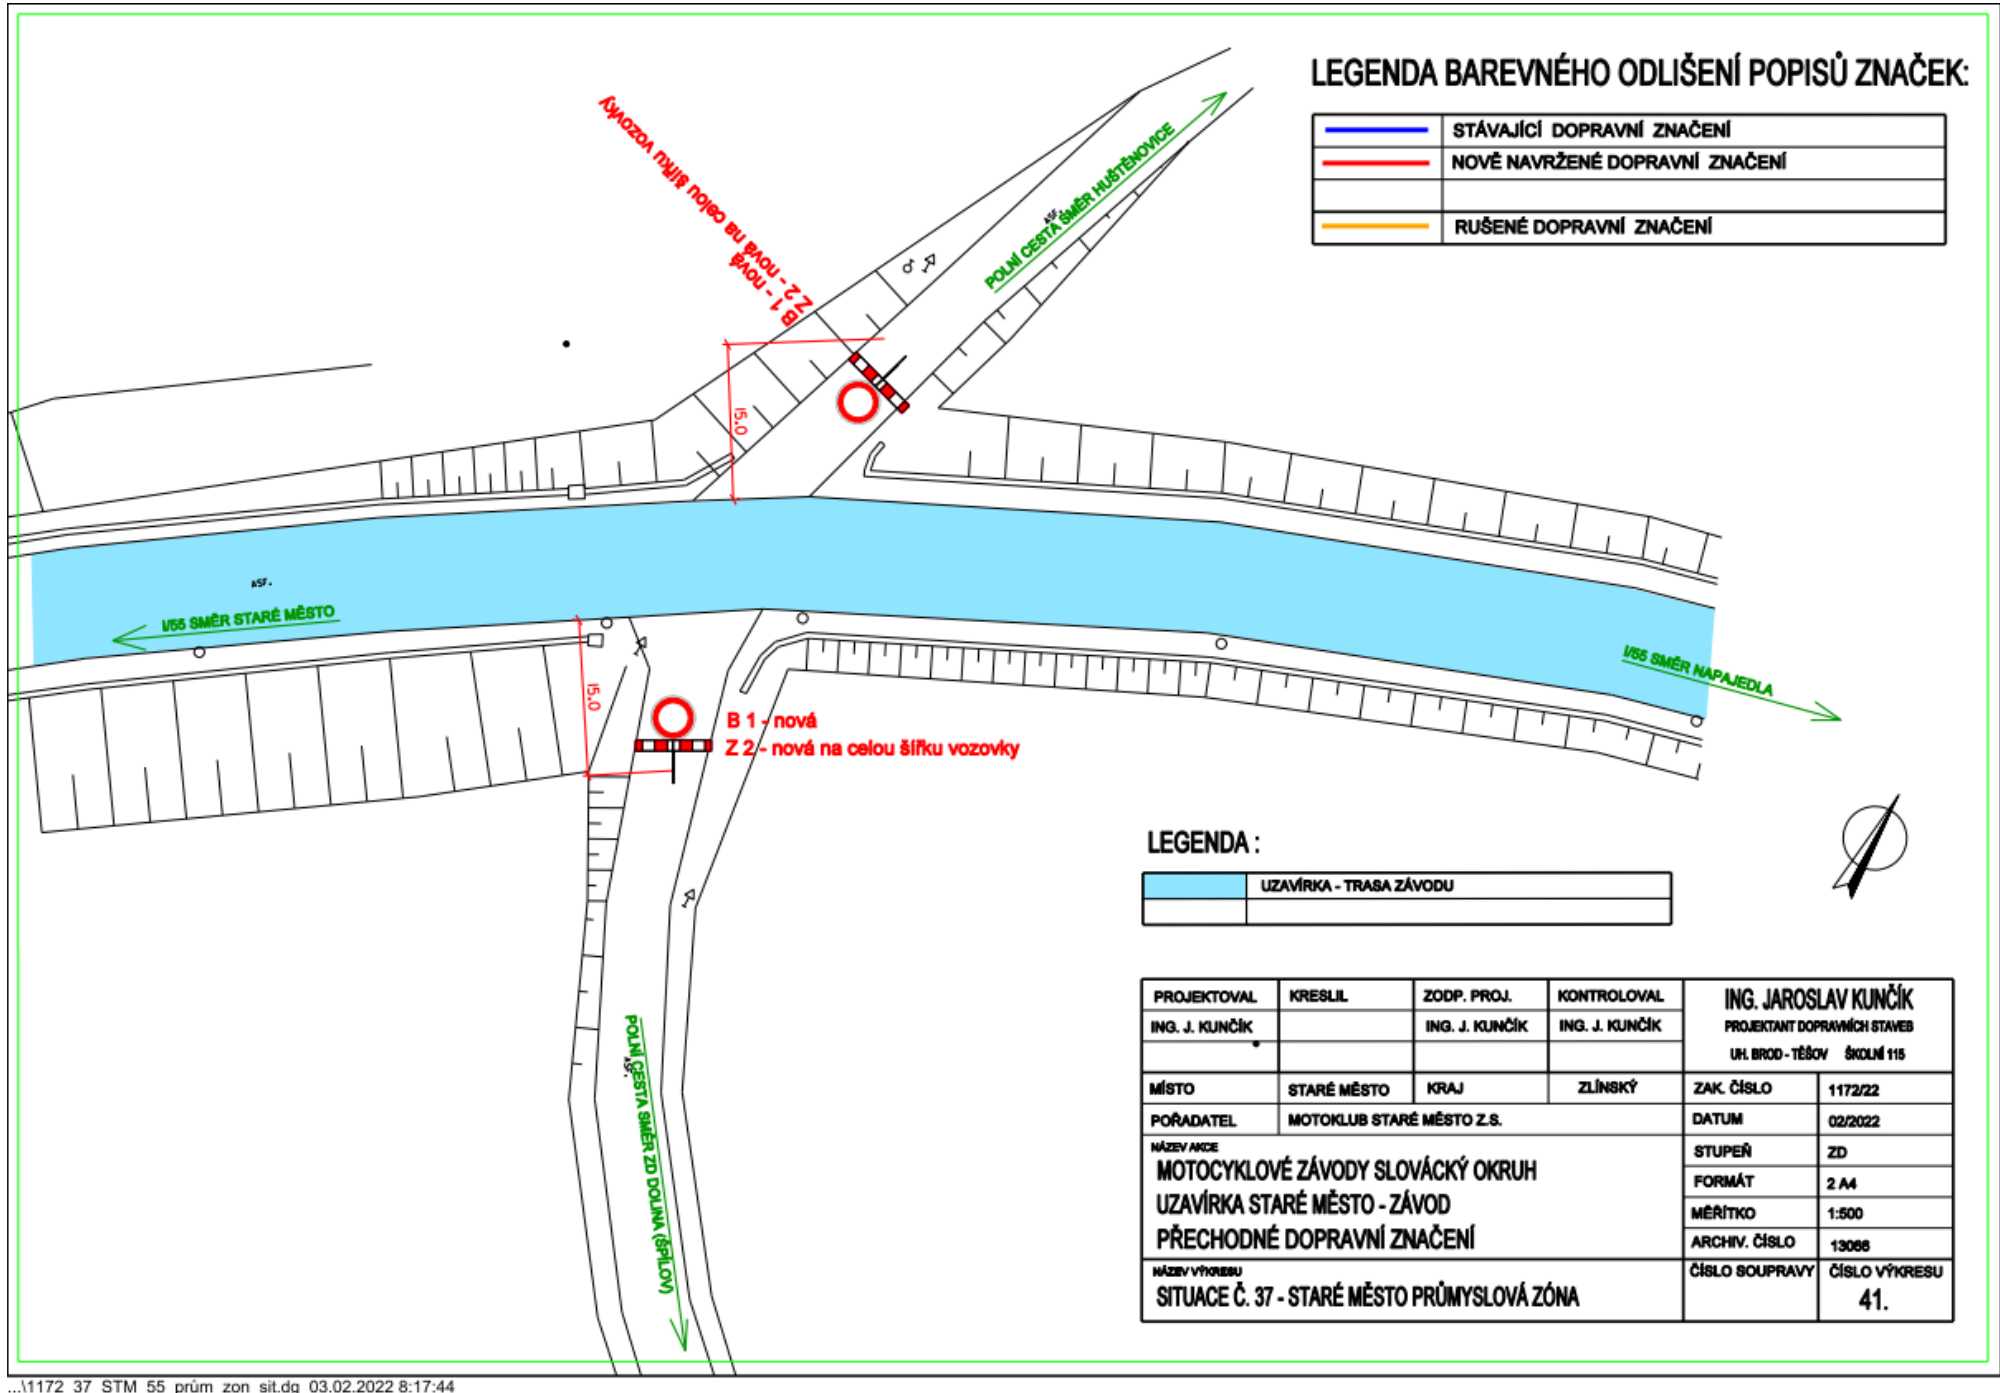 LEGENDA BAREVNÉHO ODLIŠENÍ POPISŮ ZNAČEK:
STÁVAJÍCÍ DOPRAVNÍ ZNAČENÍ
NOVĚ NAVRŽENÉ DOPRAVNÍ ZNAČENÍ
RUŠENÉ DOPRAVNÍ ZNAČENÍ
B 1 - nová
Z 2 - nová na celou šířku vozovky
POLNÍ CESTA SMĚR HUŠTĚNOVICE
ASF.
15.0
ASF.
I/55 SMĚR STARÉ MĚSTO
I/55 SMĚR NAPAJEDLA
15.0
B 1 - nová
Z 2 - nová na celou šířku vozovky
POLNÍ CESTA SMĚR ZD DOLINA (ŠPÍLOV)
ASF.
LEGENDA :
UZAVÍRKA - TRASA ZÁVODU
PROJEKTOVAL KRESLIL ZODP. PROJ. KONTROLOVAL
ING. J. KUNČÍK ING. J. KUNČÍK ING. J. KUNČÍK
ING. JAROSLAV KUNČÍK
PROJEKTANT DOPRAVNÍCH STAVEB
UH. BROD - TĚŠOV ŠKOLNÍ 115
MÍSTO STARÉ MĚSTO KRAJ ZLÍNSKÝ
POŘADATEL MOTOKLUB STARÉ MĚSTO Z.S.
NÁZEV AKCE
MOTOCYKLOVÉ ZÁVODY SLOVÁCKÝ OKRUH
UZAVÍRKA STARÉ MĚSTO - ZÁVOD
PŘECHODNÉ DOPRAVNÍ ZNAČENÍ
NÁZEV VÝKRESU
SITUACE Č. 37 - STARÉ MĚSTO PRŮMYSLOVÁ ZÓNA
ZAK. ČÍSLO 1172/22
DATUM 02/2022
STUPEŇ ZD
FORMÁT 2 A4
MĚŘÍTKO 1:500
ARCHIV. ČÍSLO 13066
ČÍSLO SOUPRAVY ČÍSLO VÝKRESU
41.
...\1172_37_STM_55_prům_zon_sit.dg 03.02.2022 8:17:44